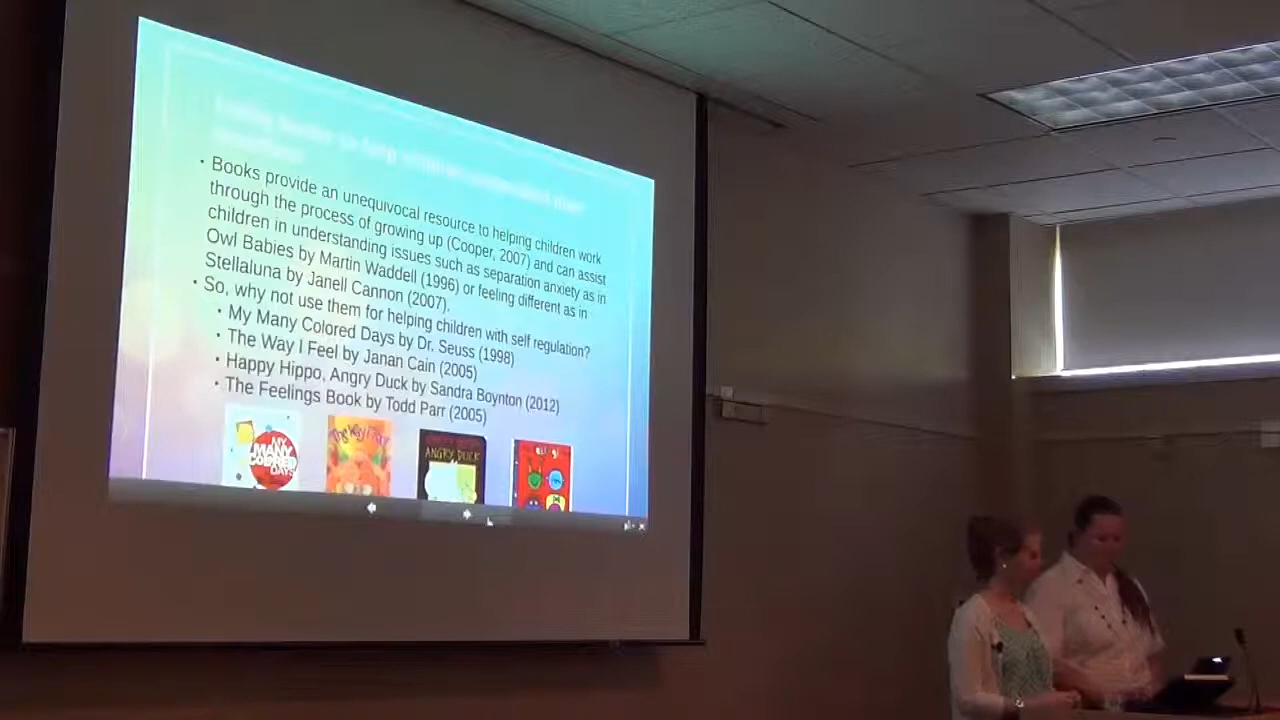 • Books provide an unequivocal resource to helping children work
through the process of growing up (Cooper, 2007) and can assist
children in understanding issues such as separation anxiety as in
Owl Babies by Martin Waddell (1996) or feeling different as in
Stellaluna by Janell Cannon (2007).
• So, why not use them for helping children with self regulation?
• My Many Colored Days by Dr. Seuss (1998)
• The Way I Feel by Janan Cain (2005)
• Happy Hippo, Angry Duck by Sandra Boynton (2012)
• The Feelings Book by Todd Parr (2005)
MY
MANY
COLORED
DAYS
The Way I Feel
ANGRY DUCK